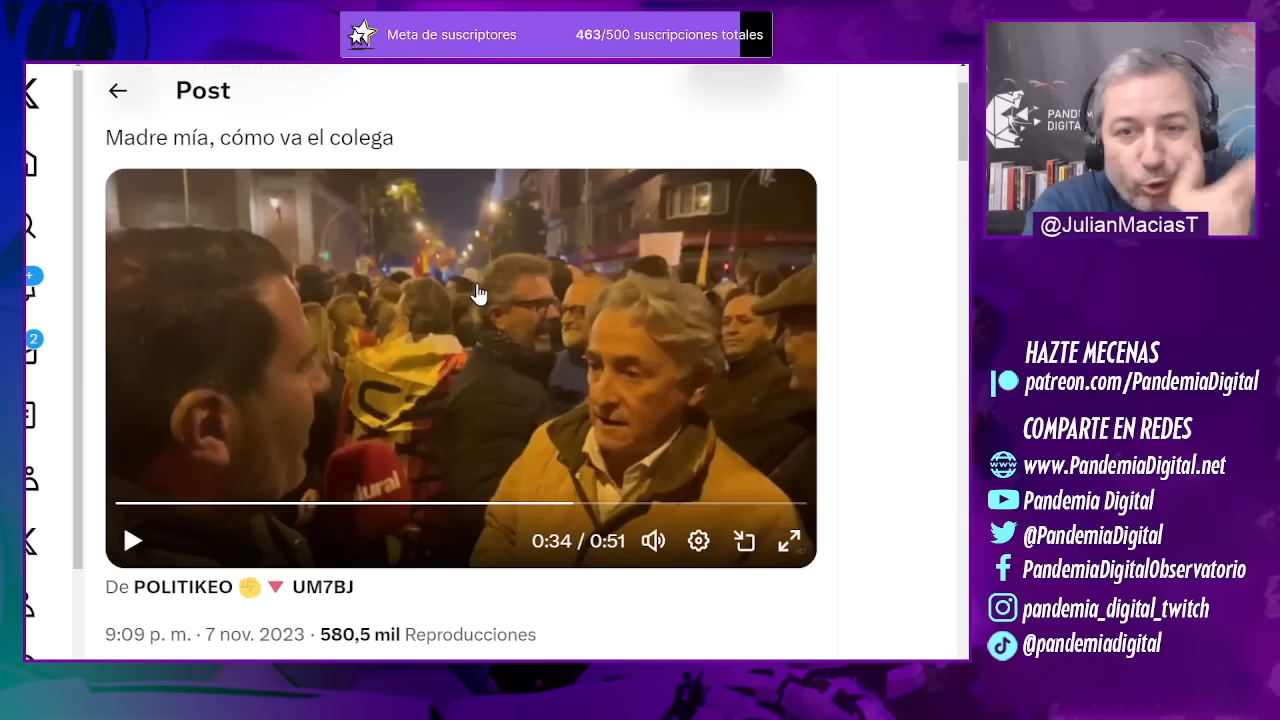 Meta de suscriptores
463/500 suscripciones totales
Post
Madre mía, cómo va el colega
0:34 / 0:51
De POLITIKEO ✊🔻 UM7BJ
9:09 p. m. · 7 nov. 2023 · 580,5 mil Reproducciones
2
@JulianMaciasT
HAZTE MECENAS
patreon.com/PandemiaDigital
COMPARTE EN REDES
www.PandemiaDigital.net
Pandemia Digital
@PandemiaDigital
PandemiaDigitalObservatorio
pandemia_digital_twitch
@pandemiadigital